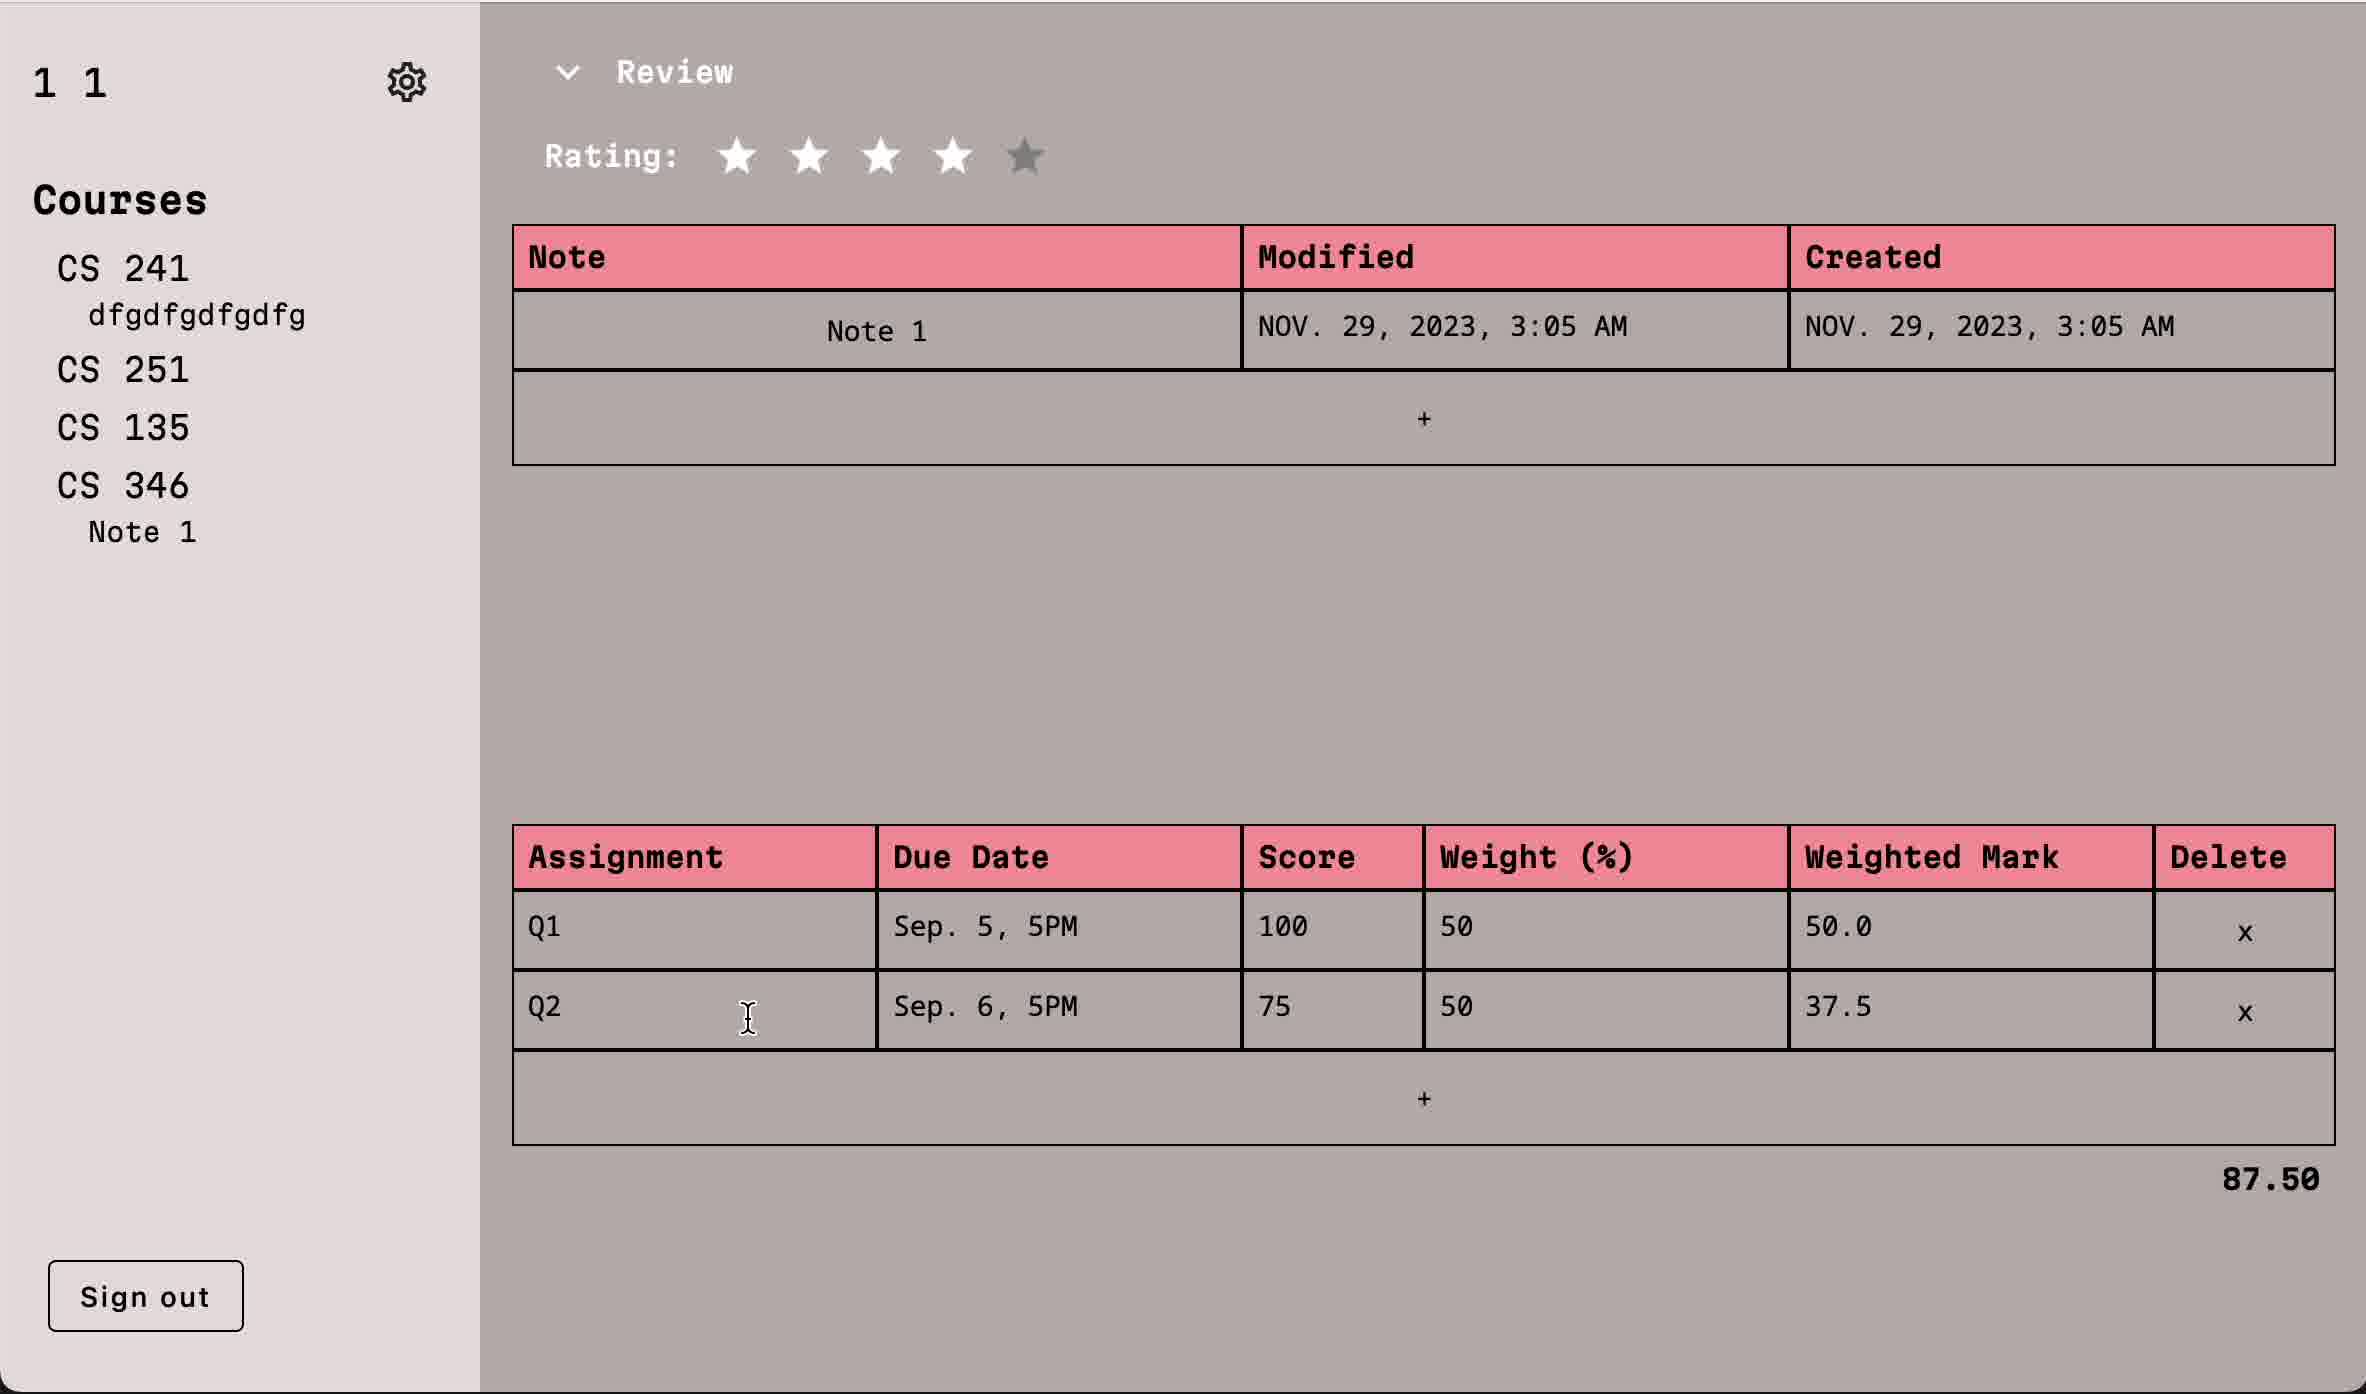 1 1
Courses
CS 241
dfgdfgdfgdfg
CS 251
CS 135
CS 346
Note 1
Sign out
Review
Rating:
Note Modified Created
Note 1 NOV. 29, 2023, 3:05 AM NOV. 29, 2023, 3:05 AM
+
Assignment Due Date Score Weight (%) Weighted Mark Delete
Q1 Sep. 5, 5PM 100 50 50.0 x
Q2 Sep. 6, 5PM 75 50 37.5 x
+
87.50